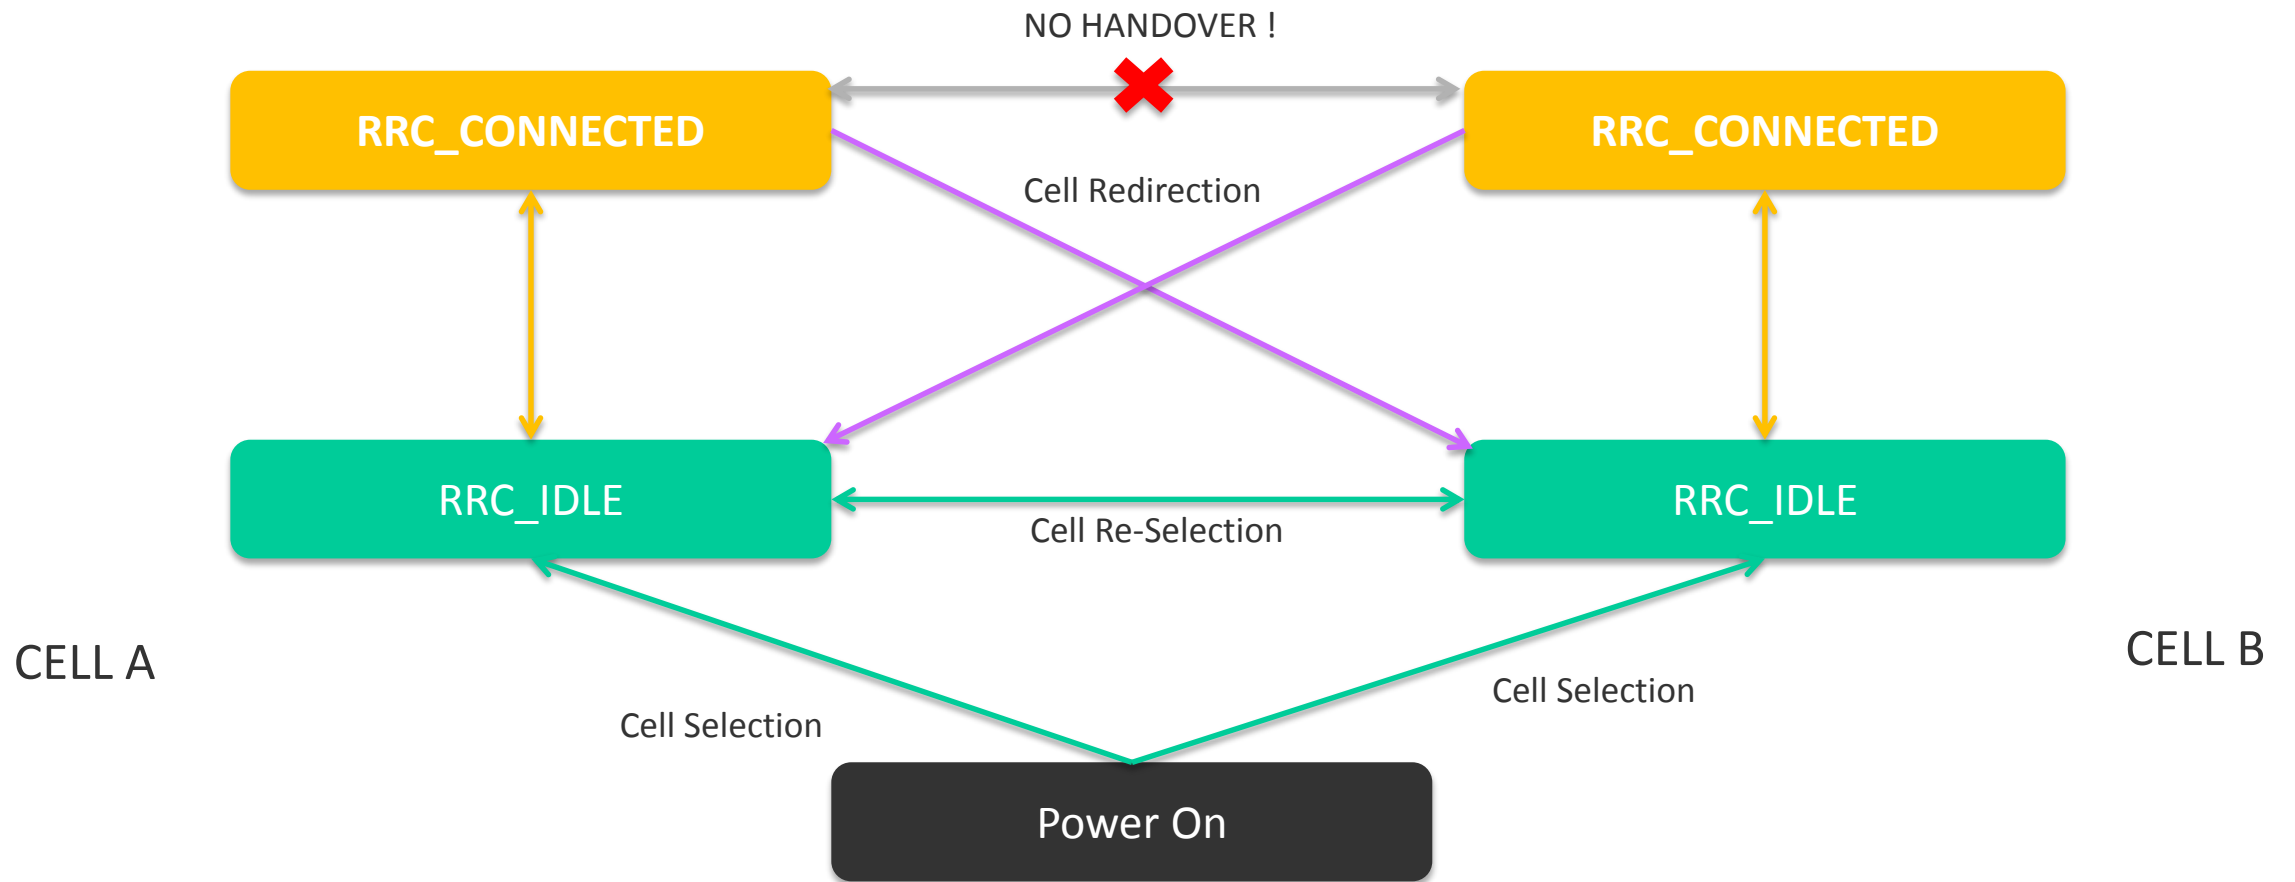 NO HANDOVER !
RRC_CONNECTED
RRC_CONNECTED
Cell Redirection
RRC_IDLE
RRC_IDLE
Cell Re-Selection
CELL A
CELL B
Cell Selection
Cell Selection
Power On